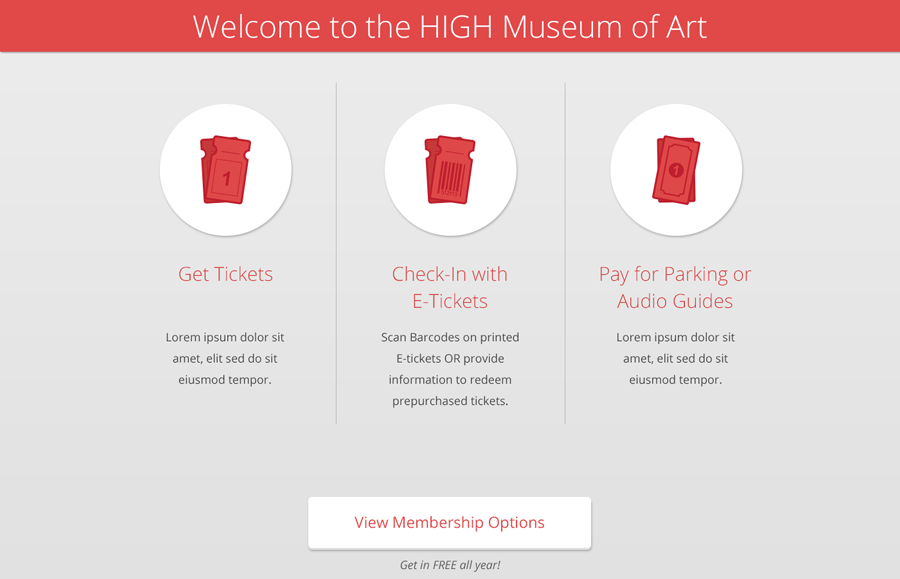 Welcome to the HIGH Museum of Art
1
1
Get Tickets
Check-In with
E-Tickets
Pay for Parking or
Audio Guides
Lorem ipsum dolor sit
amet, elit sed do sit
eiusmod tempor.
Scan Barcodes on printed
E-tickets OR provide
information to redeem
prepurchased tickets.
Lorem ipsum dolor sit
amet, elit sed do sit
eiusmod tempor.
View Membership Options
Get in FREE all year!